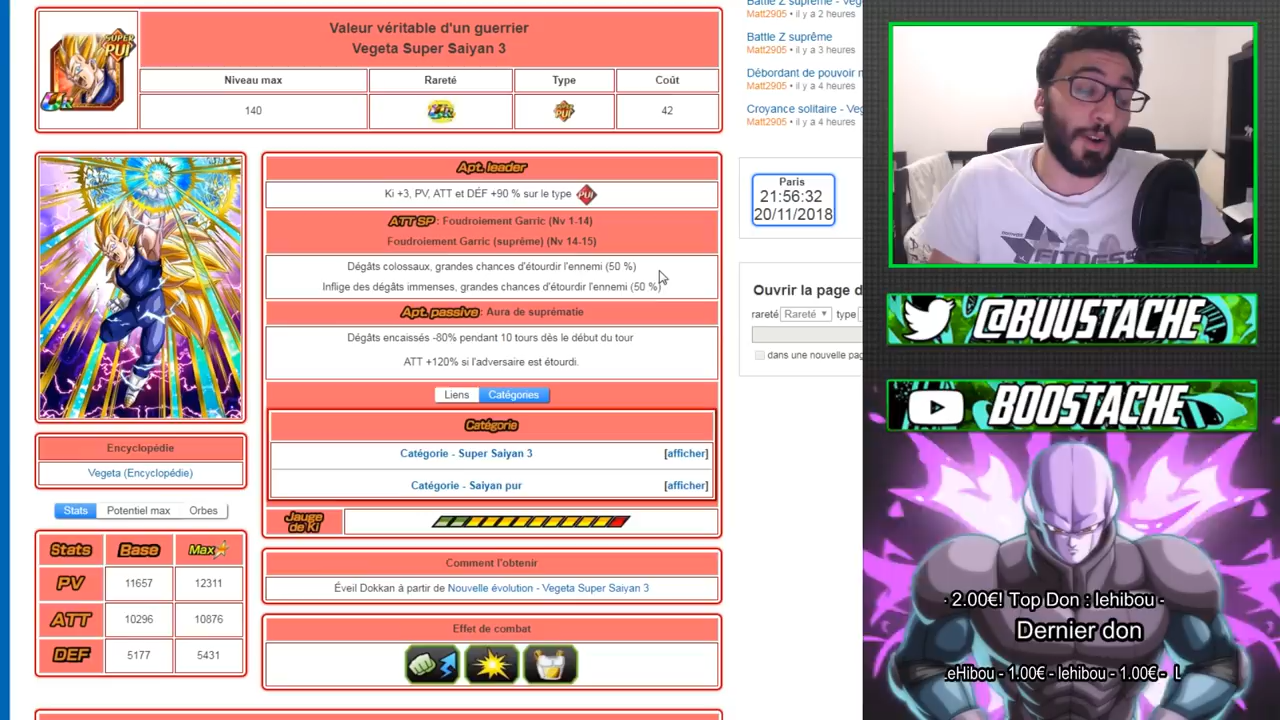 Valeur véritable d'un guerrier
Vegeta Super Saiyan 3
SUPER
PUI
UR
Niveau max
Rareté
Type
Coût
140
UR
PUI
42
Apt. leader
Ki +3, PV, ATT et DÉF +90 % sur le type PUI
ATT SP : Foudroiement Garric (Nv 1-14)
Foudroiement Garric (suprême) (Nv 14-15)
Dégâts colossaux, grandes chances d'étourdir l'ennemi (50 %)
Inflige des dégâts immenses, grandes chances d'étourdir l'ennemi (50 %)
Apt. passive : Aura de suprématie
Dégâts encaissés -80% pendant 10 tours dès le début du tour
ATT +120% si l'adversaire est étourdi.
Liens
Catégories
Catégorie
Catégorie - Super Saiyan 3 [afficher]
Catégorie - Saiyan pur [afficher]
Jauge de Ki
Comment l'obtenir
Éveil Dokkan à partir de Nouvelle évolution - Vegeta Super Saiyan 3
Effet de combat
Encyclopédie
Vegeta (Encyclopédie)
Stats
Potentiel max
Orbes
Stats Base Max
PV 11657 12311
ATT 10296 10876
DEF 5177 5431
Battle Z suprême - Veg
Matt2905 • il y a 2 heures
Battle Z suprême
Matt2905 • il y a 3 heures
Débordant de pouvoir m
Matt2905 • il y a 4 heures
Croyance solitaire - Veg
Matt2905 • il y a 4 heures
Paris
21:56:32
20/11/2018
Ouvrir la page d
rareté Rareté type
dans une nouvelle pag
FITNESS
@BUUSTACHE
BOOSTACHE
- 2.00€! Top Don : lehibou -
Dernier don
.eHibou - 1.00€ - lehibou - 1.00€ - L